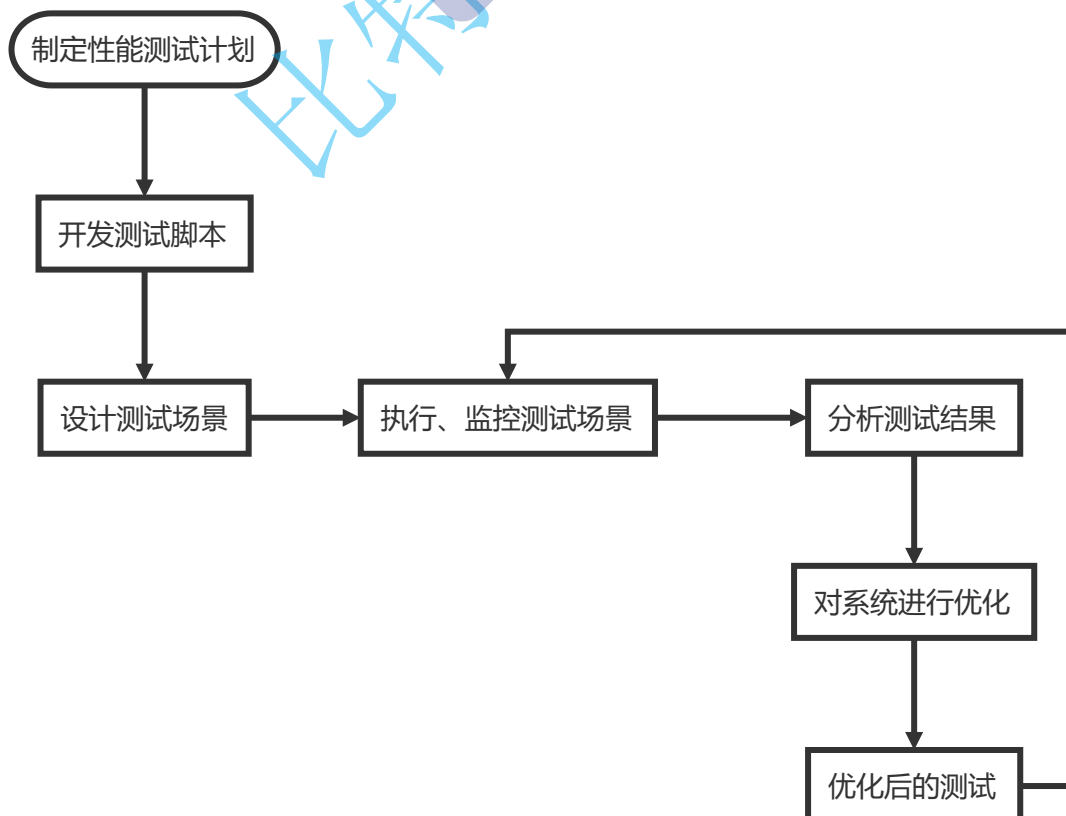 制定性能测试计划
比特
开发测试脚本
设计测试场景
执行、监控测试场景
分析测试结果
对系统进行优化
优化后的测试